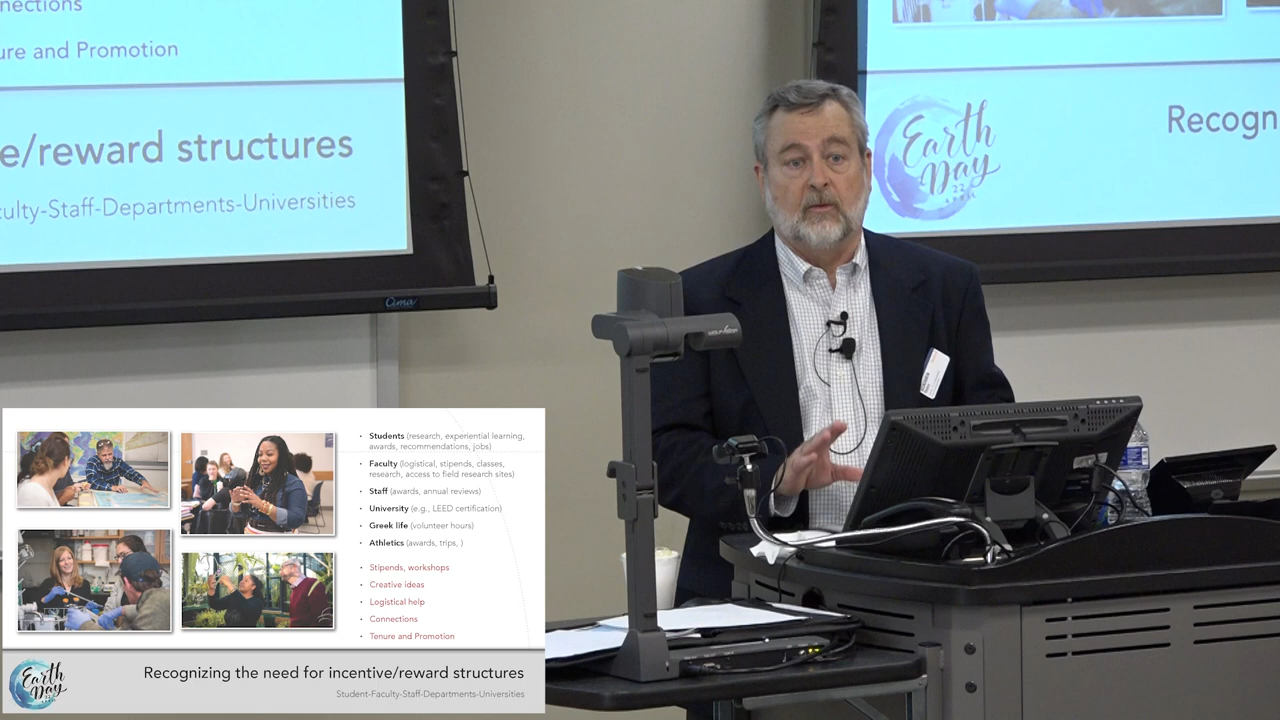 nnections
ure and Promotion
e/reward structures
culty-Staff-Departments-Universities
Earth
Day
22
APRIL
Recogn
• Students (research, experiential learning,
awards, recommendations, jobs)
• Faculty (logistical, stipends, classes,
research, access to field research sites)
• Staff (awards, annual reviews)
• University (e.g., LEED certification)
• Greek life (volunteer hours)
• Athletics (awards, trips, )
• Stipends, workshops
• Creative ideas
• Logistical help
• Connections
• Tenure and Promotion
Earth
Day
Recognizing the need for incentive/reward structures
Student-Faculty-Staff-Departments-Universities